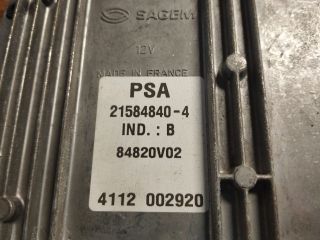 SAGEM
12V
MADE IN FRANCE
PSA
21584840-4
IND. : B
84820V02
4112 002920